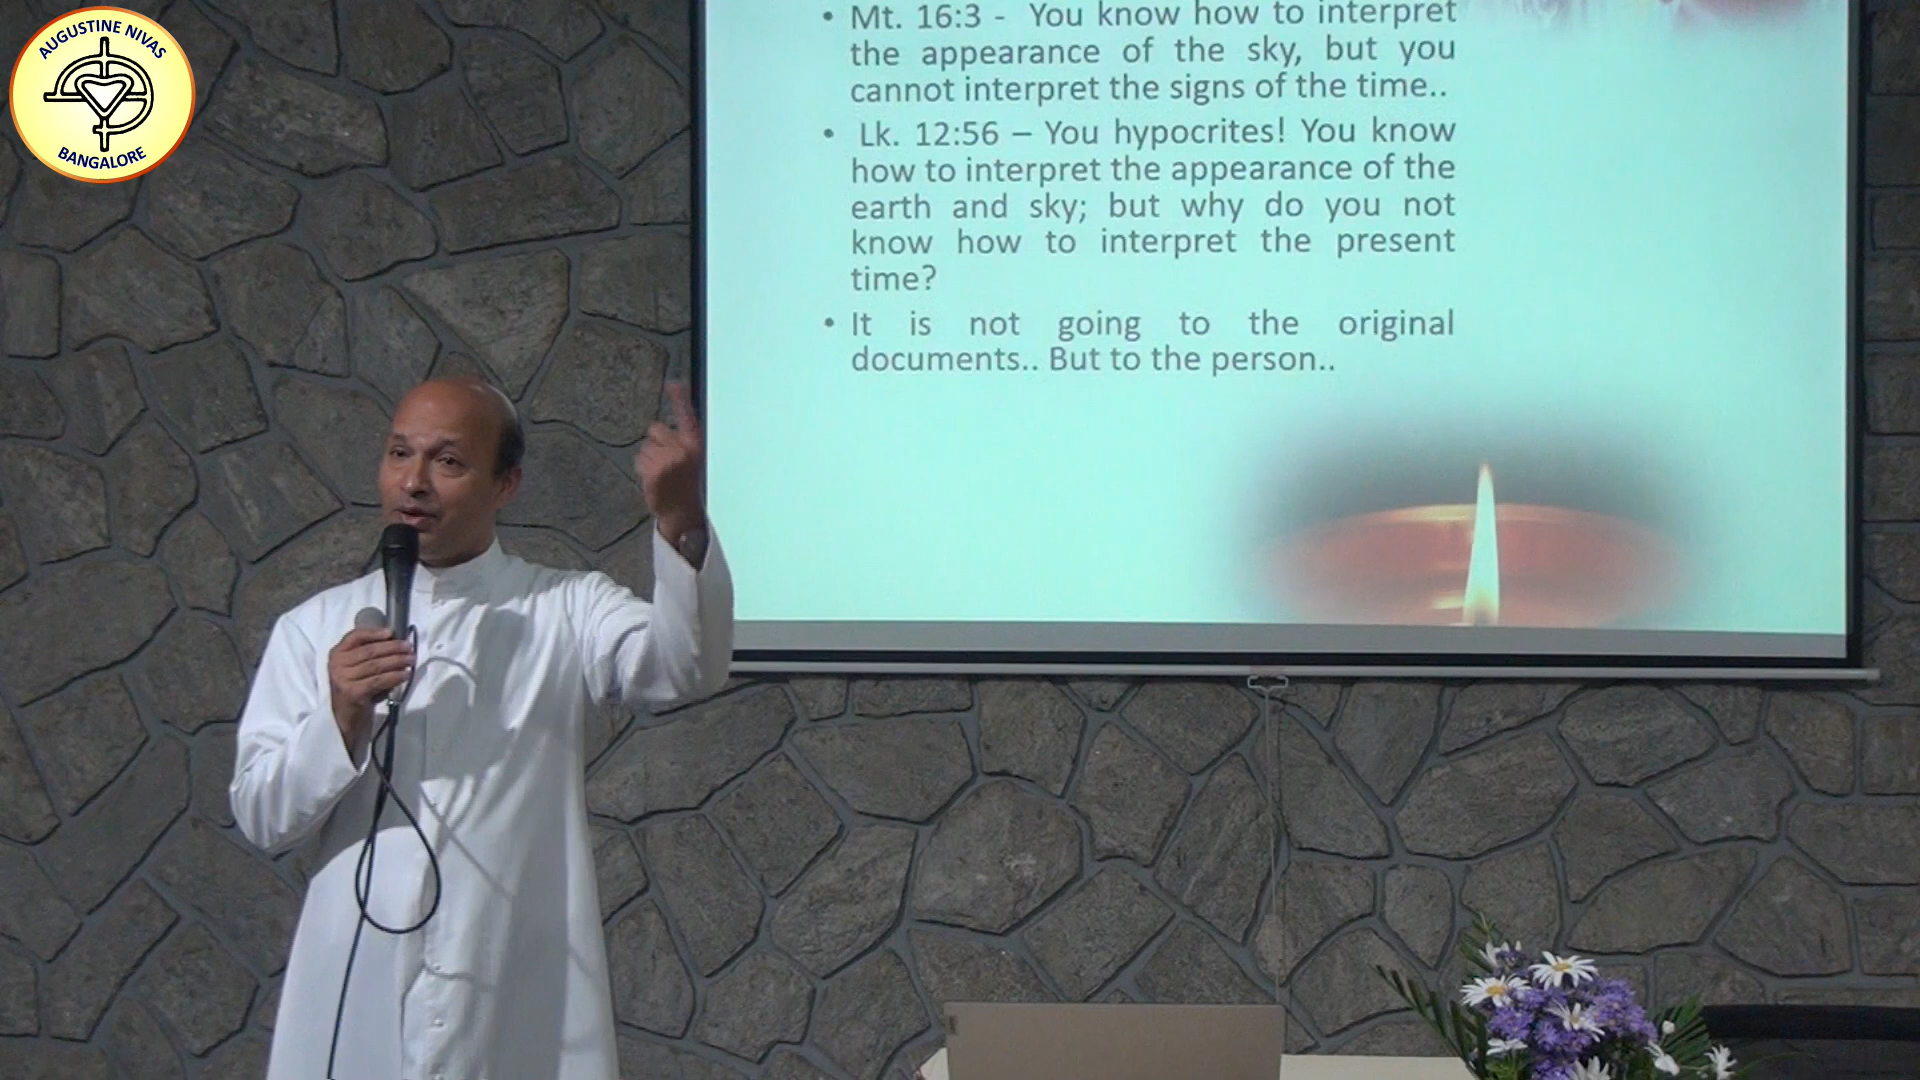 AUGUSTINE NIVAS
BANGALORE
• Mt. 16:3 - You know how to interpret
the appearance of the sky, but you
cannot interpret the signs of the time..
• Lk. 12:56 – You hypocrites! You know
how to interpret the appearance of the
earth and sky; but why do you not
know how to interpret the present
time?
• It is not going to the original
documents.. But to the person..